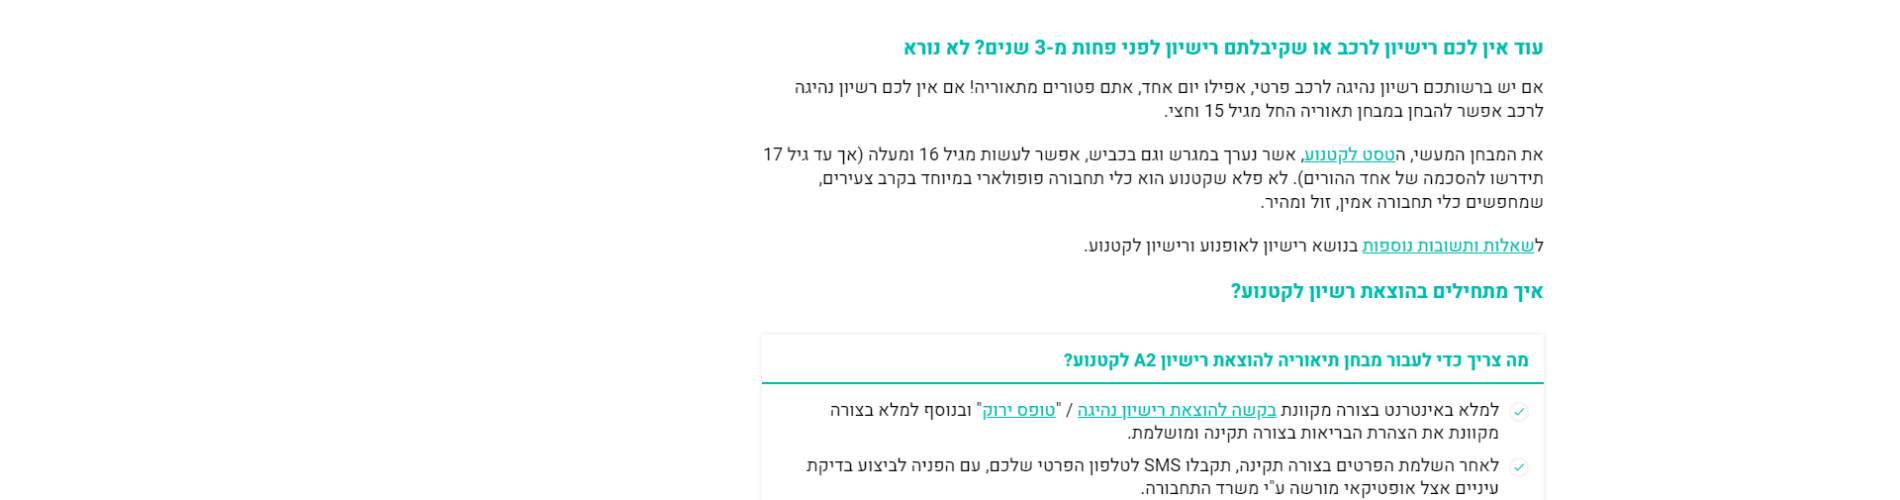 עוד אין לכם רישיון לרכב או שקיבלתם רישיון לפני פחות מ-3 שנים? לא נורא
אם יש ברשותכם רשיון נהיגה לרכב פרטי, אפילו יום אחד, אתם פטורים מתאוריה! אם אין לכם רשיון נהיגה
לרכב אפשר להבחן במבחן תאוריה החל מגיל 15 וחצי.
את המבחן המעשי, הטסט לקטנוע, אשר נערך במגרש וגם בכביש, אפשר לעשות מגיל 16 ומעלה (אך עד גיל 17
תידרשו להסכמה של אחד ההורים). לא פלא שקטנוע הוא כלי תחבורה פופולארי במיוחד בקרב צעירים,
שמחפשים כלי תחבורה אמין, זול ומהיר.
לשאלות ותשובות נוספות בנושא רישיון לאופנוע ורישיון לקטנוע.
איך מתחילים בהוצאת רשיון לקטנוע?
מה צריך כדי לעבור מבחן תיאוריה להוצאת רישיון A2 לקטנוע?
למלא באינטרנט בצורה מקוונת בקשה להוצאת רישיון נהיגה / "טופס ירוק" ובנוסף למלא בצורה
מקוונת את הצהרת הבריאות בצורה תקינה ומושלמת.
לאחר השלמת הפרטים בצורה תקינה, תקבלו SMS לטלפון הפרטי שלכם, עם הפניה לביצוע בדיקת
עיניים אצל אופטיקאי מורשה ע"י משרד התחבורה.